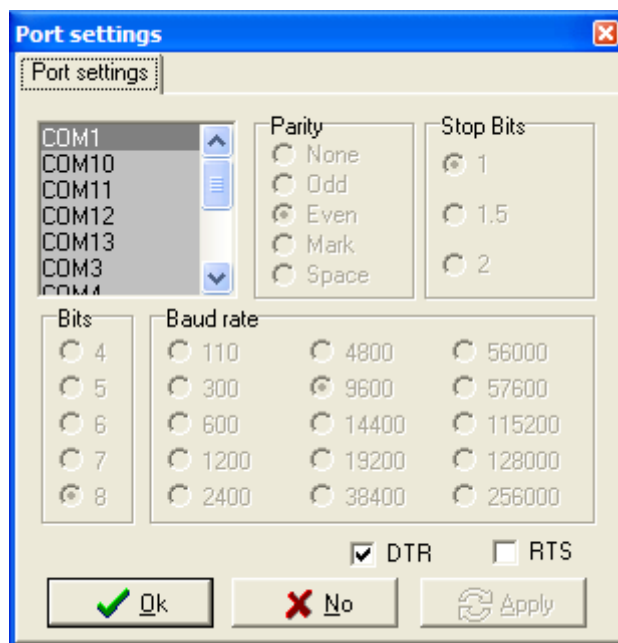 Port settings
Port settings
COM1
COM10
COM11
COM12
COM13
COM3
COM4
Parity
None
Odd
Even
Mark
Space
Stop Bits
1
1.5
2
Bits
4
5
6
7
8
Baud rate
110
300
600
1200
2400
4800
9600
14400
19200
38400
56000
57600
115200
128000
256000
DTR
RTS
Ok
No
Apply